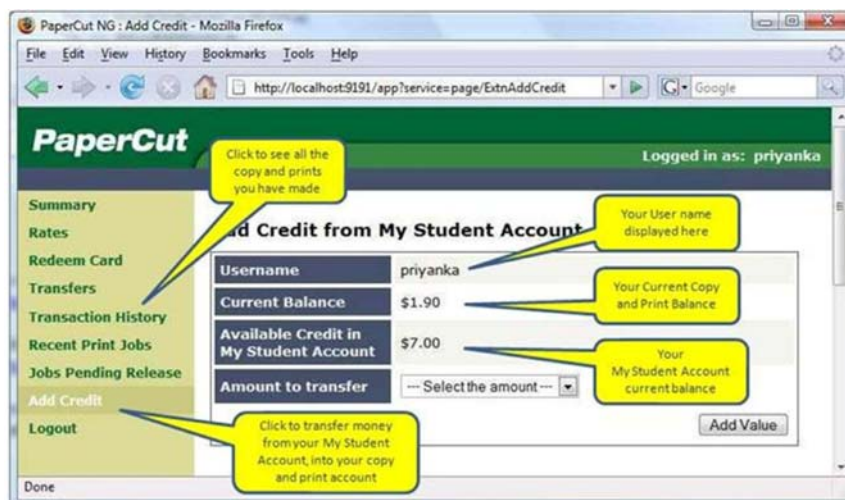 PaperCut NG : Add Credit - Mozilla Firefox
File Edit View History Bookmarks Tools Help
http://localhost:9191/app?service=page/ExtnAddCredit
Google
PaperCut
Logged in as: priyanka
Click to see all the
copy and prints
you have made
Summary
Rates
Redeem Card
Transfers
Transaction History
Recent Print Jobs
Jobs Pending Release
Add Credit
Logout
Add Credit from My Student Account
Your User name
displayed here
Username priyanka
Current Balance $1.90
Your Current Copy
and Print Balance
Available Credit in
My Student Account
$7.00
Your
My Student Account
current balance
Amount to transfer --- Select the amount ---
Add Value
Click to transfer money
from your My Student
Account, into your copy
and print account
Done